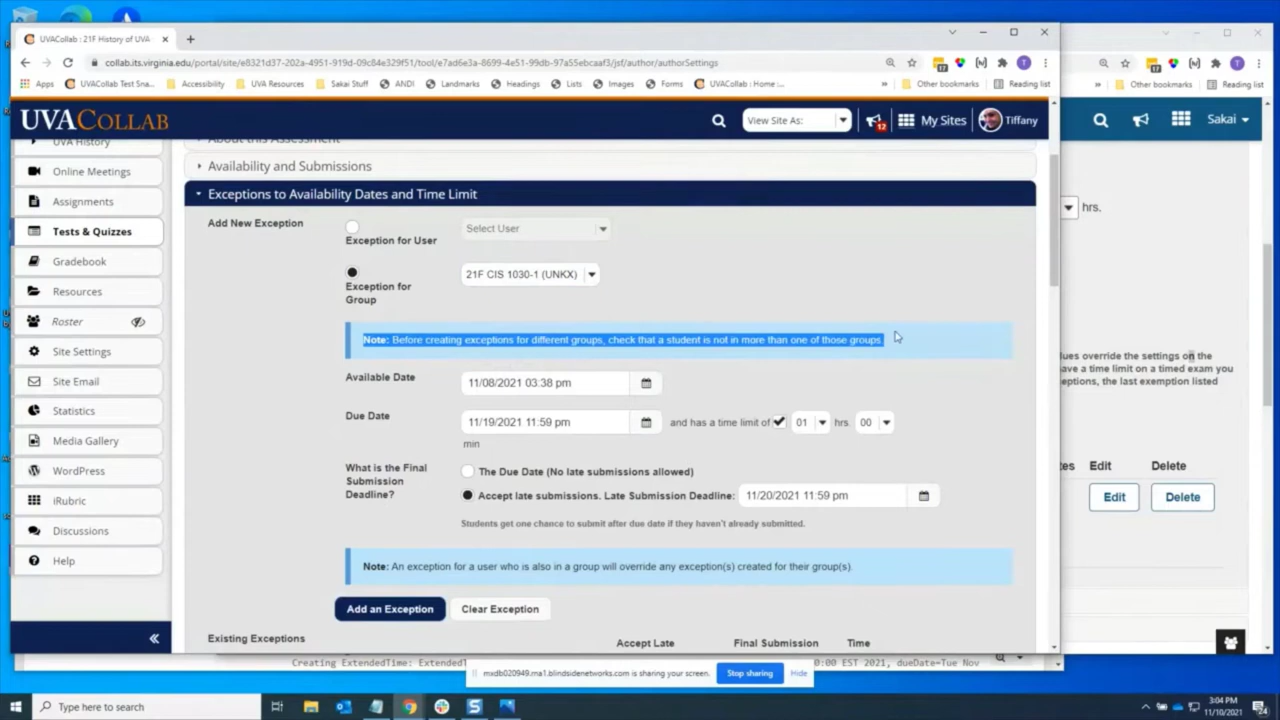 UVACollab : 21F History of UV
collab.its.virginia.edu/portal/site/e8321d37-202a-4951-919d-09c84e329f51/tool/e7ad6e3a-8699-4e51-99db-97a55ebcaaf3/jsf/author/authorSettings
Apps
UVACollab Test Sna...
Accessibility
UVA Resources
Sakai Stuff
ANDI
Landmarks
Headings
Lists
Images
Forms
UVACollab : Home :...
»
Other bookmarks
Reading list
»
Other bookmarks
Reading list
UVACOLLAB
View Site As:
12
My Sites
Tiffany
Sakai
UVA History
Online Meetings
Assignments
Tests & Quizzes
Gradebook
Resources
Roster
Site Settings
Site Email
Statistics
Media Gallery
WordPress
iRubric
Discussions
Help
«
About this Assessment
Availability and Submissions
Exceptions to Availability Dates and Time Limit
Add New Exception
Exception for User
Select User
Exception for Group
21F CIS 1030-1 (UNKX)
Note: Before creating exceptions for different groups, check that a student is not in more than one of those groups.
Available Date
11/08/2021 03:38 pm
Due Date
11/19/2021 11:59 pm
and has a time limit of
01
hrs.
00
min
What is the Final Submission Deadline?
The Due Date (No late submissions allowed)
Accept late submissions. Late Submission Deadline:
11/20/2021 11:59 pm
Students get one chance to submit after due date if they haven't already submitted.
Note: An exception for a user who is also in a group will override any exception(s) created for their group(s).
Add an Exception
Clear Exception
Existing Exceptions
Accept Late
Final Submission
Time
hrs.
lues override the settings on the
ave a time limit on a timed exam you
eptions, the last exemption listed
tes
Edit
Delete
Edit
Delete
Creating ExtendedTime: ExtendedT
0:00 EST 2021, dueDate=Tue Nov
mxdb020949.ma1.blindsidenetworks.com is sharing your screen.
Stop sharing
Hide
Type here to search
3:04 PM
11/10/2021
24